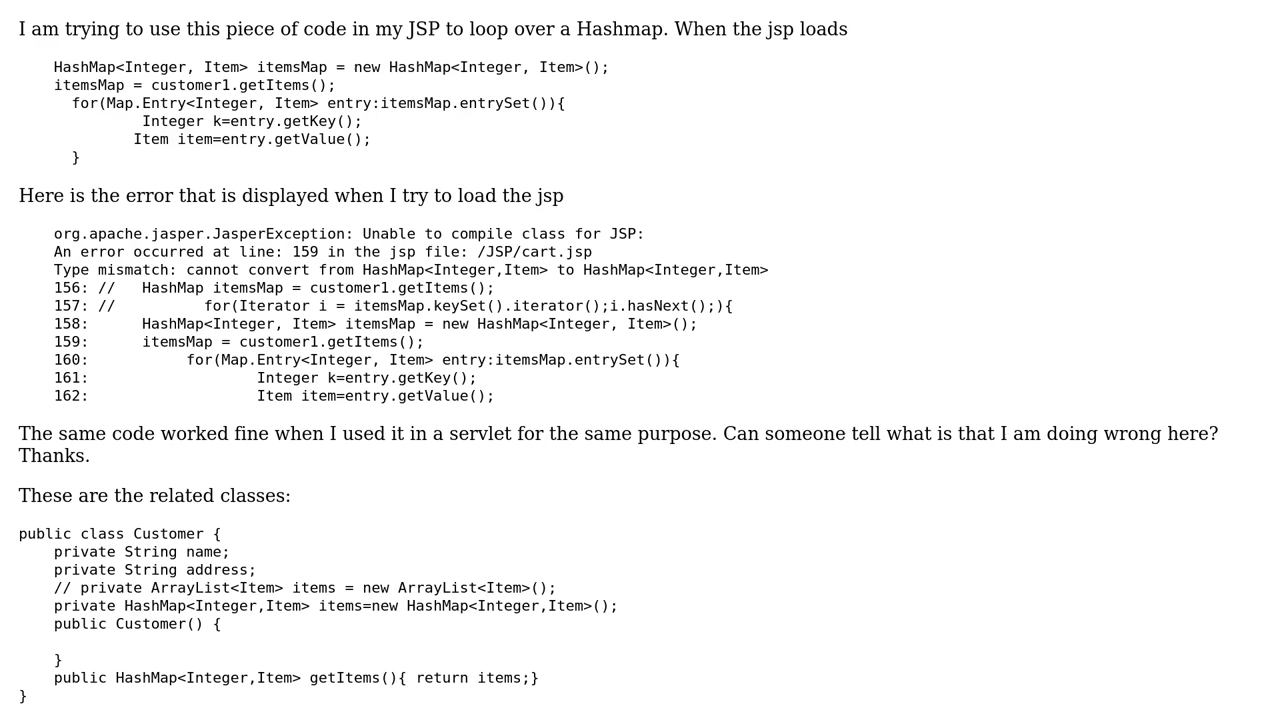 I am trying to use this piece of code in my JSP to loop over a Hashmap. When the jsp loads
HashMap<Integer, Item> itemsMap = new HashMap<Integer, Item>();
itemsMap = customer1.getItems();
for(Map.Entry<Integer, Item> entry:itemsMap.entrySet()){
Integer k=entry.getKey();
Item item=entry.getValue();
}
Here is the error that is displayed when I try to load the jsp
org.apache.jasper.JasperException: Unable to compile class for JSP:
An error occurred at line: 159 in the jsp file: /JSP/cart.jsp
Type mismatch: cannot convert from HashMap<Integer,Item> to HashMap<Integer,Item>
156: //   HashMap itemsMap = customer1.getItems();
157: //          for(Iterator i = itemsMap.keySet().iterator();i.hasNext();){
158:      HashMap<Integer, Item> itemsMap = new HashMap<Integer, Item>();
159:      itemsMap = customer1.getItems();
160:           for(Map.Entry<Integer, Item> entry:itemsMap.entrySet()){
161:                   Integer k=entry.getKey();
162:                   Item item=entry.getValue();
The same code worked fine when I used it in a servlet for the same purpose. Can someone tell what is that I am doing wrong here?
Thanks.
These are the related classes:
public class Customer {
private String name;
private String address;
// private ArrayList<Item> items = new ArrayList<Item>();
private HashMap<Integer,Item> items=new HashMap<Integer,Item>();
public Customer() {
}
public HashMap<Integer,Item> getItems(){ return items;}
}